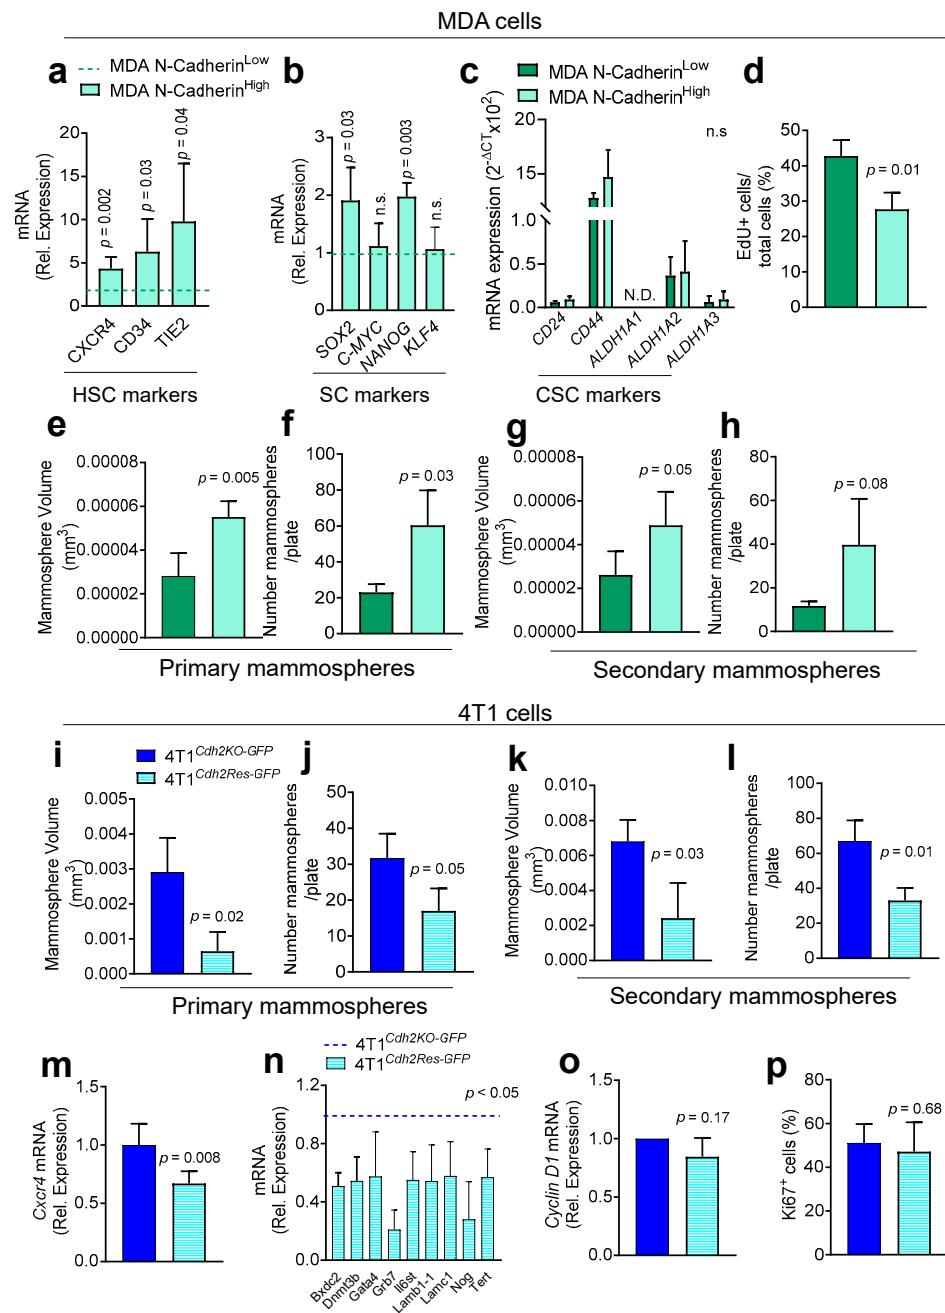 MDA cells
a
MDA N-Cadherin^Low
MDA N-Cadherin^High
mRNA
(Rel. Expression)
20
15
10
5
0
p = 0.002
p = 0.03
p = 0.04
CXCR4
CD34
TIE2
HSC markers
b
mRNA
(Rel. Expression)
3
2
1
0
p = 0.03
n.s.
p = 0.003
n.s.
SOX2
C-MYC
NANOG
KLF4
SC markers
c
MDA N-Cadherin^Low
MDA N-Cadherin^High
mRNA expression (2^-ΔCT x10^2)
15
10
1.0
0.5
0.0
n.s
N.D.
CD24
CD44
ALDH1A1
ALDH1A2
ALDH1A3
CSC markers
d
EdU+ cells/
total cells (%)
50
40
30
20
10
0
p = 0.01
e
Mammosphere Volume
(mm³)
0.00008
0.00006
0.00004
0.00002
0.00000
p = 0.005
f
Number mammospheres
/plate
100
80
60
40
20
0
p = 0.03
Primary mammospheres
g
Mammosphere Volume
(mm³)
0.00008
0.00006
0.00004
0.00002
0.00000
p = 0.05
h
Number mammospheres
/plate
80
60
40
20
0
p = 0.08
Secondary mammospheres
4T1 cells
i
4T1^Cdh2KO-GFP
4T1^Cdh2Res-GFP
Mammosphere Volume
(mm³)
0.005
0.004
0.003
0.002
0.001
0.000
p = 0.02
j
Number mammospheres
/plate
50
40
30
20
10
0
p = 0.05
Primary mammospheres
k
Mammosphere Volume
(mm³)
0.010
0.008
0.006
0.004
0.002
0.000
p = 0.03
l
Number mammospheres
/plate
100
80
60
40
20
0
p = 0.01
Secondary mammospheres
m
Cxcr4 mRNA
(Rel. Expression)
1.5
1.0
0.5
0.0
p = 0.008
n
4T1^Cdh2KO-GFP
4T1^Cdh2Res-GFP
mRNA
(Rel. Expression)
1.2
0.8
0.4
0.0
p < 0.05
Bxdc2
Dnmt3b
Gata4
Grb7
Il6st
Lamb1-1
Lamc1
Nog
Tert
o
Cyclin D1 mRNA
(Rel. Expression)
1.5
1.0
0.5
0.0
p = 0.17
p
Ki67⁺ cells (%)
80
60
40
20
0
p = 0.68